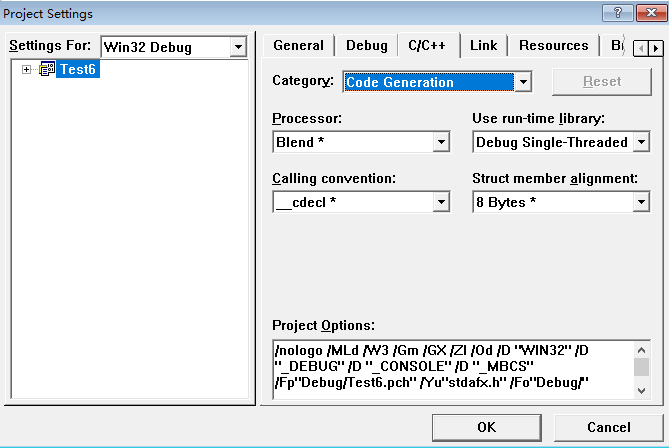 Project Settings
Settings For: Win32 Debug
Test6
General Debug C/C++ Link Resources
Category: Code Generation Reset
Processor: Use run-time library:
Blend * Debug Single-Threaded
Calling convention: Struct member alignment:
__cdecl * 8 Bytes *
Project Options:
/nologo /MLd /W3 /Gm /GX /ZI /Od /D "WIN32" /D
"_DEBUG" /D "_CONSOLE" /D "_MBCS"
/Fp"Debug/Test6.pch" /Yu"stdafx.h" /Fo"Debug/"
OK Cancel